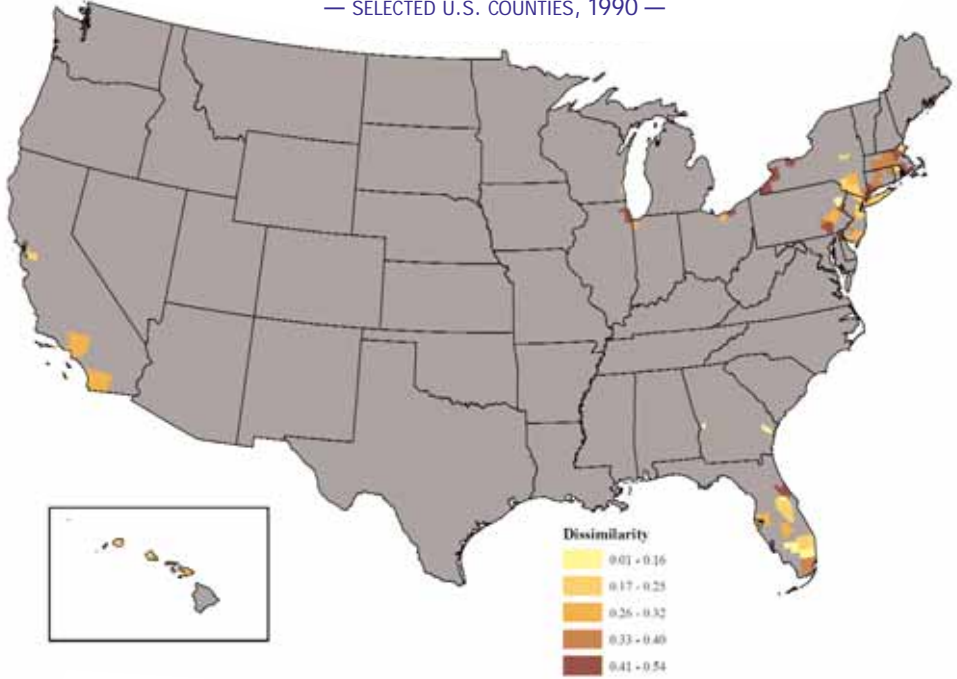 — SELECTED U.S. COUNTIES, 1990 —
Dissimilarity
0.01 - 0.16
0.17 - 0.25
0.26 - 0.32
0.33 - 0.40
0.41 - 0.54